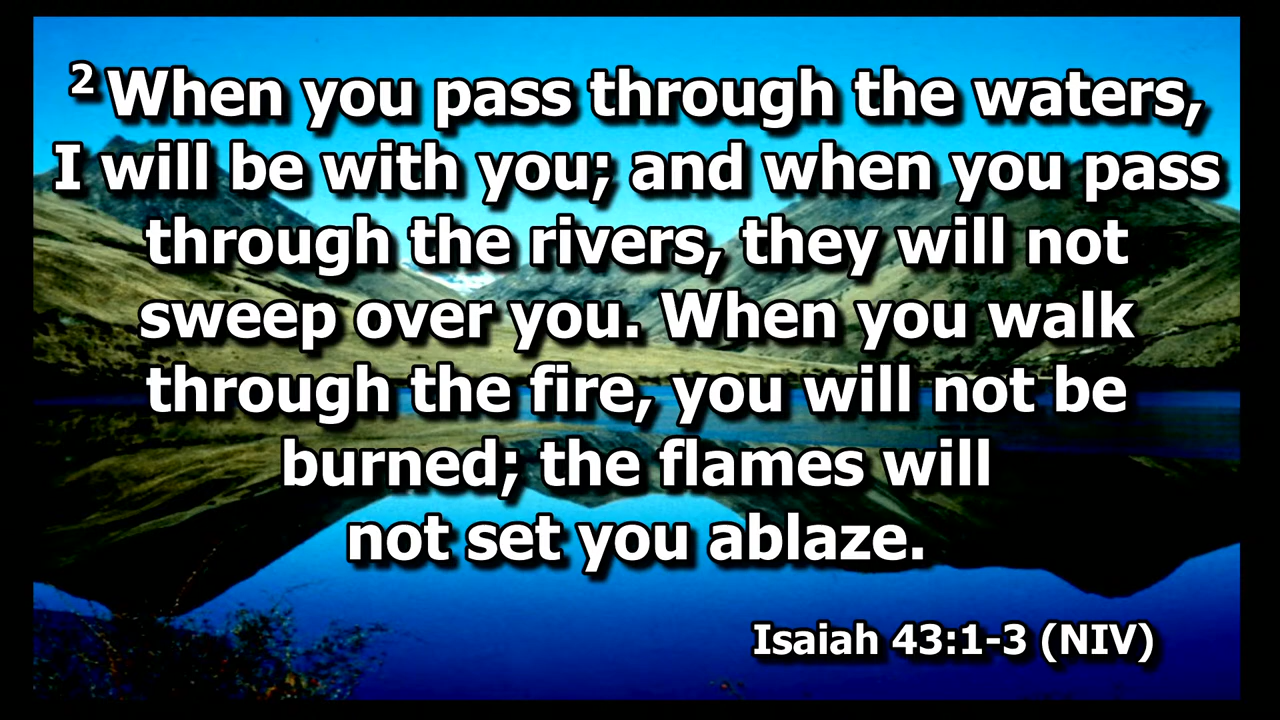 2 When you pass through the waters,
I will be with you; and when you pass
through the rivers, they will not
sweep over you. When you walk
through the fire, you will not be
burned; the flames will
not set you ablaze.
Isaiah 43:1-3 (NIV)